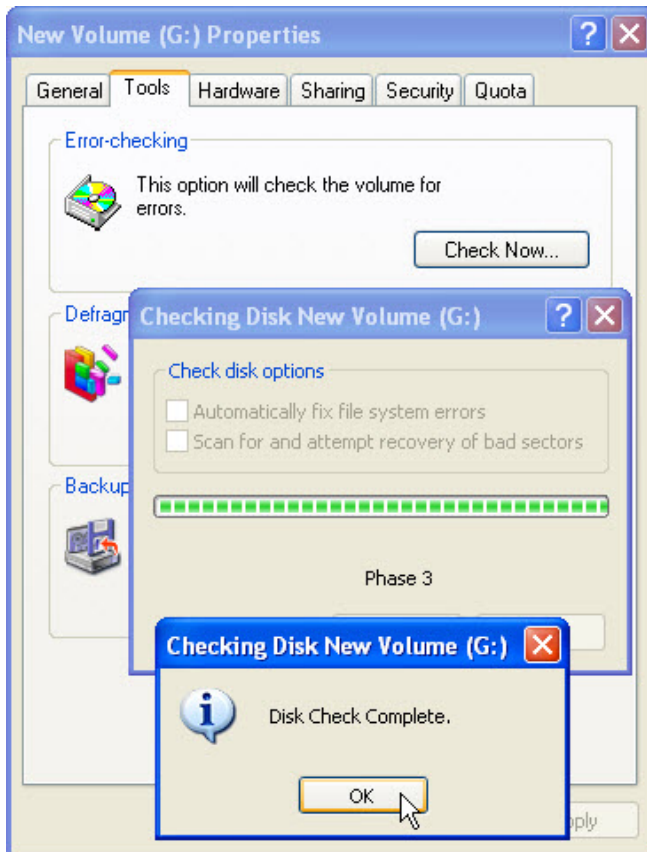 New Volume (G:) Properties
General Tools Hardware Sharing Security Quota
Error-checking
This option will check the volume for
errors.
Check Now...
Defragr
Checking Disk New Volume (G:)
Check disk options
Automatically fix file system errors
Scan for and attempt recovery of bad sectors
Backup
Phase 3
Checking Disk New Volume (G:)
Disk Check Complete.
OK
pply